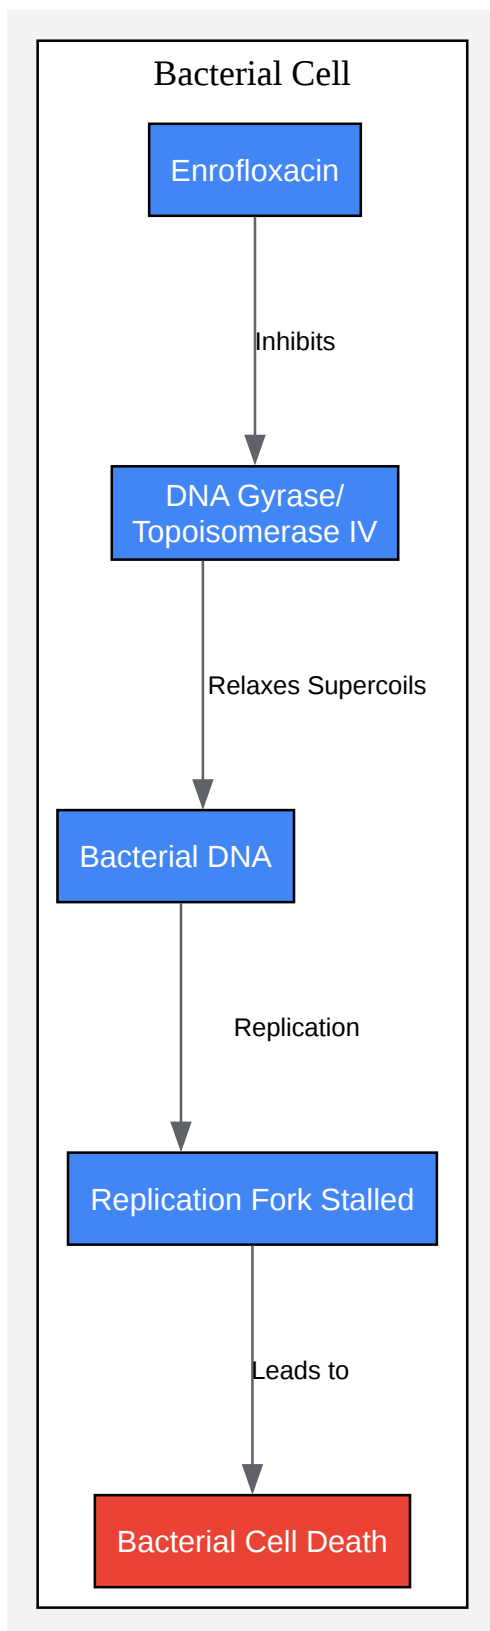 Bacterial Cell
Enrofloxacin
Inhibits
DNA Gyrase/
Topoisomerase IV
Relaxes Supercoils
Bacterial DNA
Replication
Replication Fork Stalled
Leads to
Bacterial Cell Death